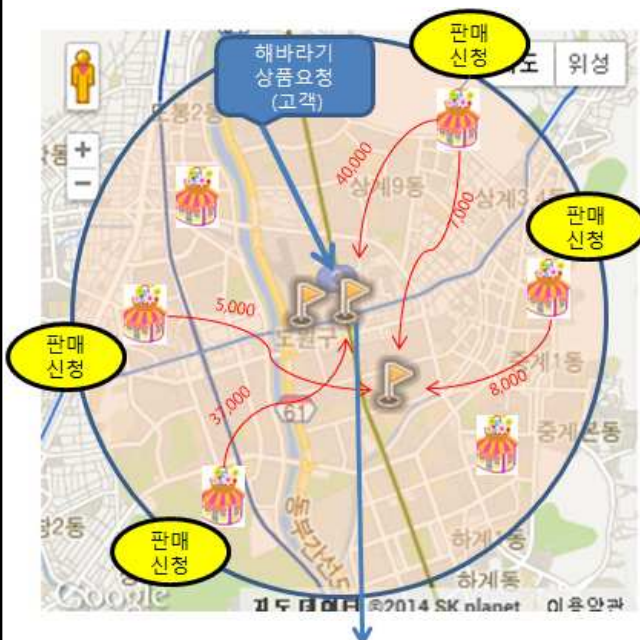 판매
신청
해바라기
상품요청
(고객)
도
위성
도봉2동
상계9동
40,000
7,000
판매
신청
5,000
노원구
판매
신청
37,000
61
8,000
중계1동
중계본동
판매
신청
하계1동
하계동
Google
지도 데이터 ©2014 SK planet
이용약관